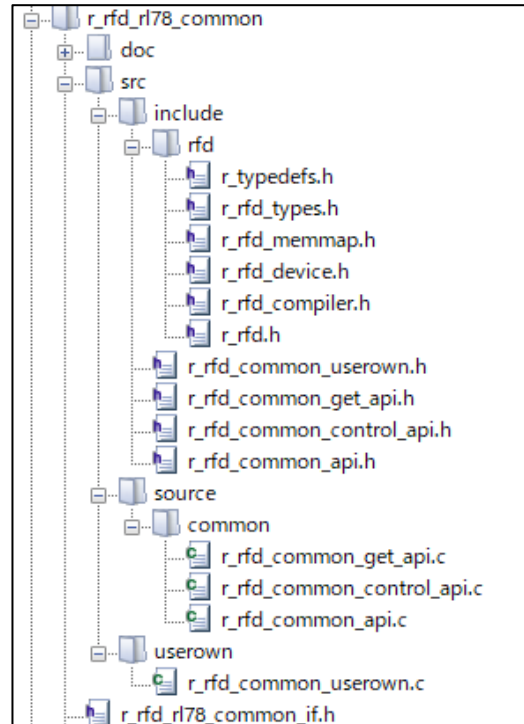 r_rfd_rl78_common
doc
src
include
rfd
r_typedefs.h
r_rfd_types.h
r_rfd_memmap.h
r_rfd_device.h
r_rfd_compiler.h
r_rfd.h
r_rfd_common_userown.h
r_rfd_common_get_api.h
r_rfd_common_control_api.h
r_rfd_common_api.h
source
common
r_rfd_common_get_api.c
r_rfd_common_control_api.c
r_rfd_common_api.c
userown
r_rfd_common_userown.c
r_rfd_rl78_common_if.h